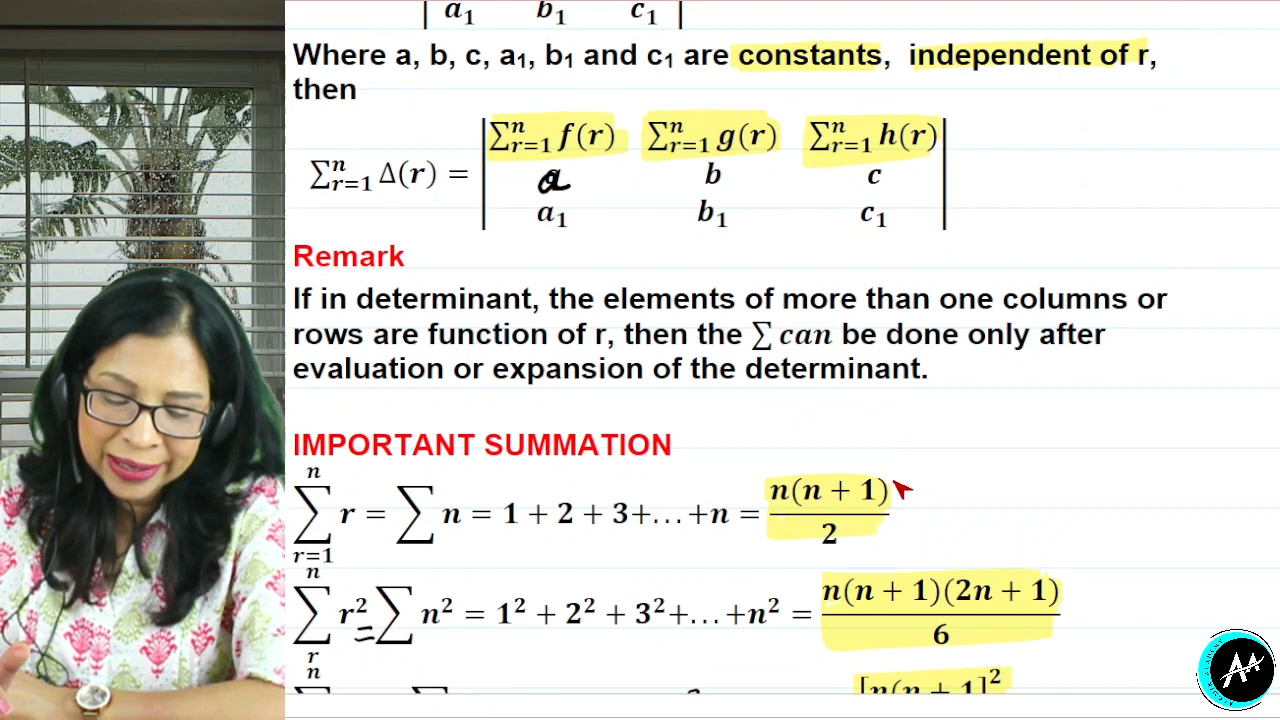 a₁ b₁ c₁
Where a, b, c, a₁, b₁ and c₁ are constants, independent of r,
then
∑ⁿᵣ₌₁ f(r) ∑ⁿᵣ₌₁ g(r) ∑ⁿᵣ₌₁ h(r)
∑ⁿᵣ₌₁ Δ(r) = a b c
a₁ b₁ c₁
Remark
If in determinant, the elements of more than one columns or
rows are function of r, then the ∑ can be done only after
evaluation or expansion of the determinant.
IMPORTANT SUMMATION
n
∑ r = ∑ n = 1 + 2 + 3+...+n = n(n + 1)/2
r=1
n
∑ r² = ∑ n² = 1² + 2² + 3²+...+n² = n(n + 1)(2n + 1)/6
r
n
[n(n + 1]²